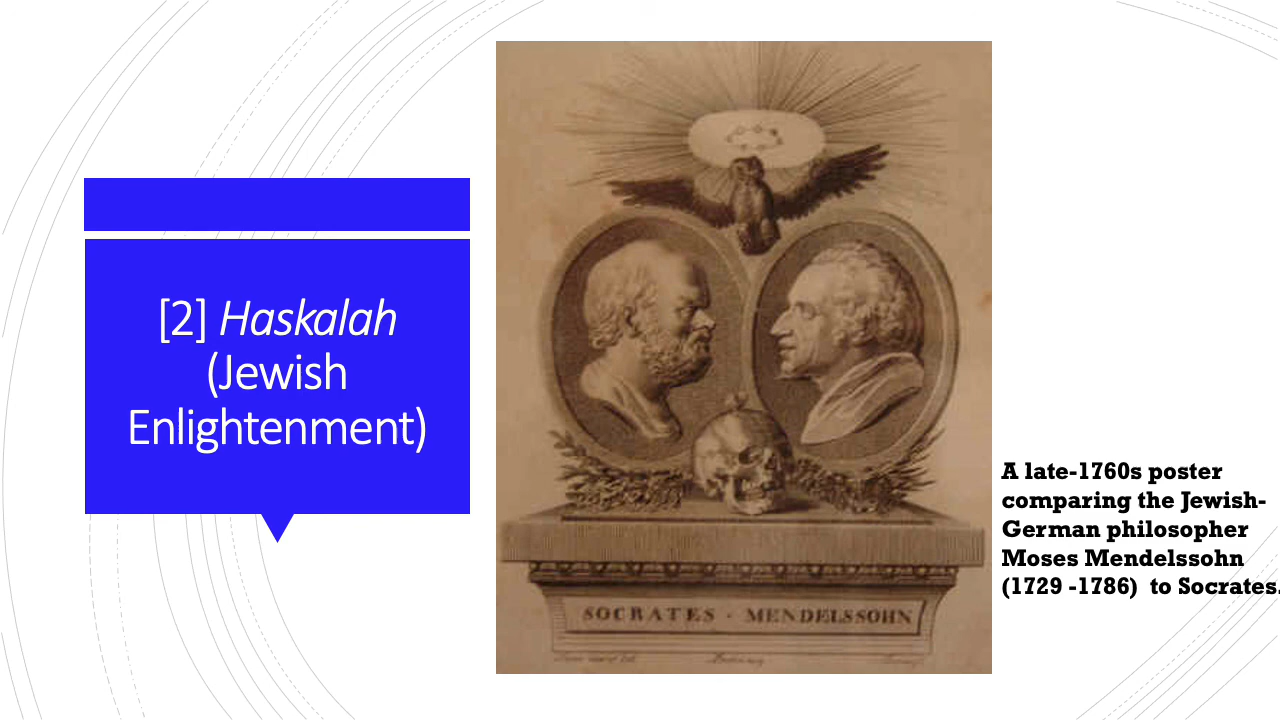 [2] Haskalah
(Jewish
Enlightenment)
SOCRATES · MENDELSSOHN
A late-1760s poster
comparing the Jewish-
German philosopher
Moses Mendelssohn
(1729 -1786)  to Socrates.